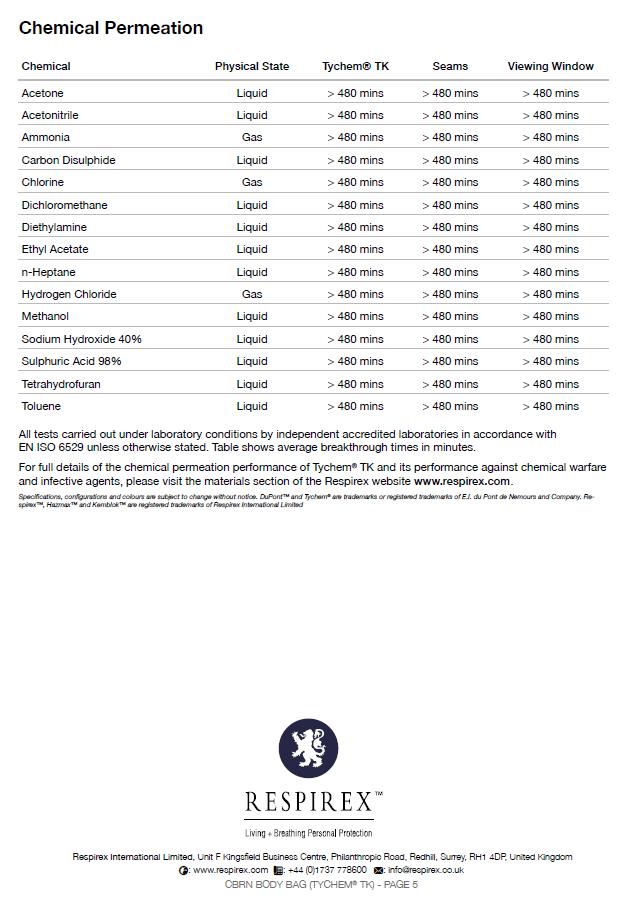 Chemical Permeation
Chemical Physical State Tychem® TK Seams Viewing Window
Acetone Liquid > 480 mins > 480 mins > 480 mins
Acetonitrile Liquid > 480 mins > 480 mins > 480 mins
Ammonia Gas > 480 mins > 480 mins > 480 mins
Carbon Disulphide Liquid > 480 mins > 480 mins > 480 mins
Chlorine Gas > 480 mins > 480 mins > 480 mins
Dichloromethane Liquid > 480 mins > 480 mins > 480 mins
Diethylamine Liquid > 480 mins > 480 mins > 480 mins
Ethyl Acetate Liquid > 480 mins > 480 mins > 480 mins
n-Heptane Liquid > 480 mins > 480 mins > 480 mins
Hydrogen Chloride Gas > 480 mins > 480 mins > 480 mins
Methanol Liquid > 480 mins > 480 mins > 480 mins
Sodium Hydroxide 40% Liquid > 480 mins > 480 mins > 480 mins
Sulphuric Acid 98% Liquid > 480 mins > 480 mins > 480 mins
Tetrahydrofuran Liquid > 480 mins > 480 mins > 480 mins
Toluene Liquid > 480 mins > 480 mins > 480 mins
All tests carried out under laboratory conditions by independent accredited laboratories in accordance with
EN ISO 6529 unless otherwise stated. Table shows average breakthrough times in minutes.
For full details of the chemical permeation performance of Tychem® TK and its performance against chemical warfare
and infective agents, please visit the materials section of the Respirex website www.respirex.com.
Specifications, configurations and colours are subject to change without notice. DuPont™ and Tychem® are trademarks or registered trademarks of E.I. du Pont de Nemours and Company. Re-
spirex™, Hazmax™ and Kemblok™ are registered trademarks of Respirex International Limited
RESPIREX™
Living + Breathing Personal Protection
Respirex International Limited, Unit F Kingsfield Business Centre, Philanthropic Road, Redhill, Surrey, RH1 4DP, United Kingdom
: www.respirex.com : +44 (0)1737 778600 : info@respirex.co.uk
CBRN BODY BAG (TYCHEM® TK) - PAGE 5